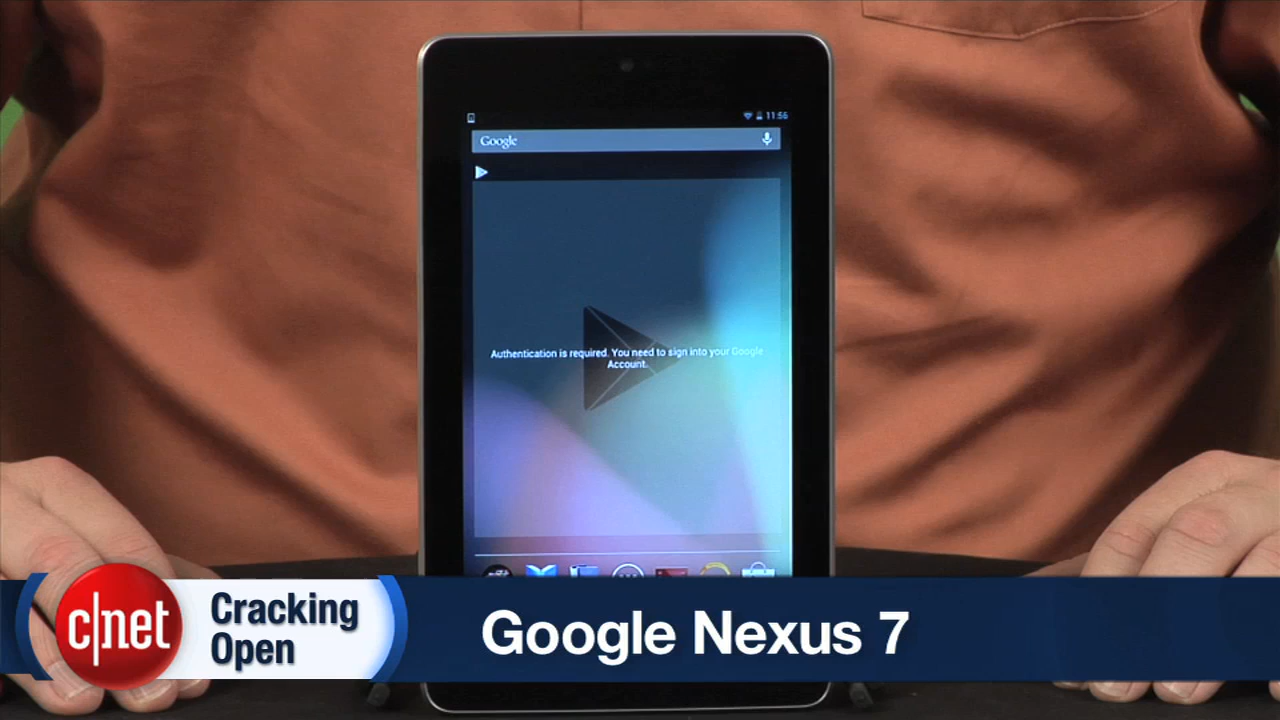 11:56
Google
Authentication is required. You need to sign into your Google
Account.
c|net
Cracking
Open
Google Nexus 7